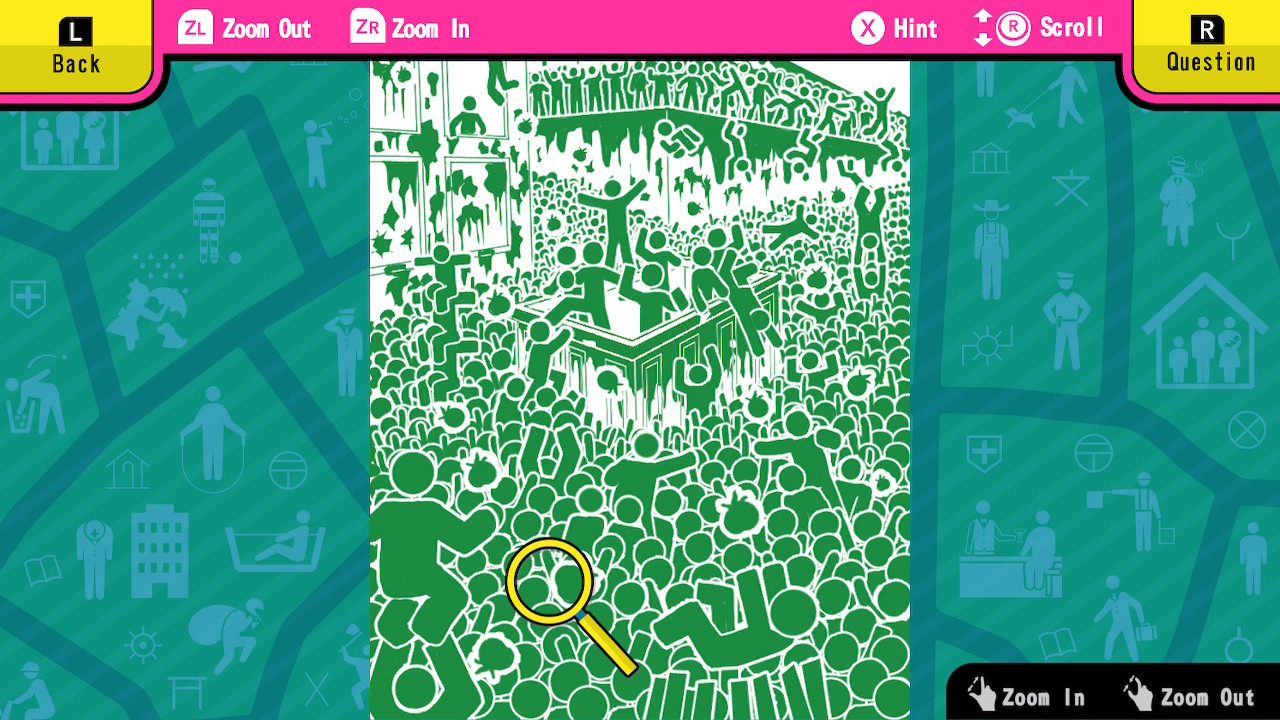 L
Back
ZL Zoom Out
ZR Zoom In
X Hint
R Scroll
R
Question
Zoom In
Zoom Out